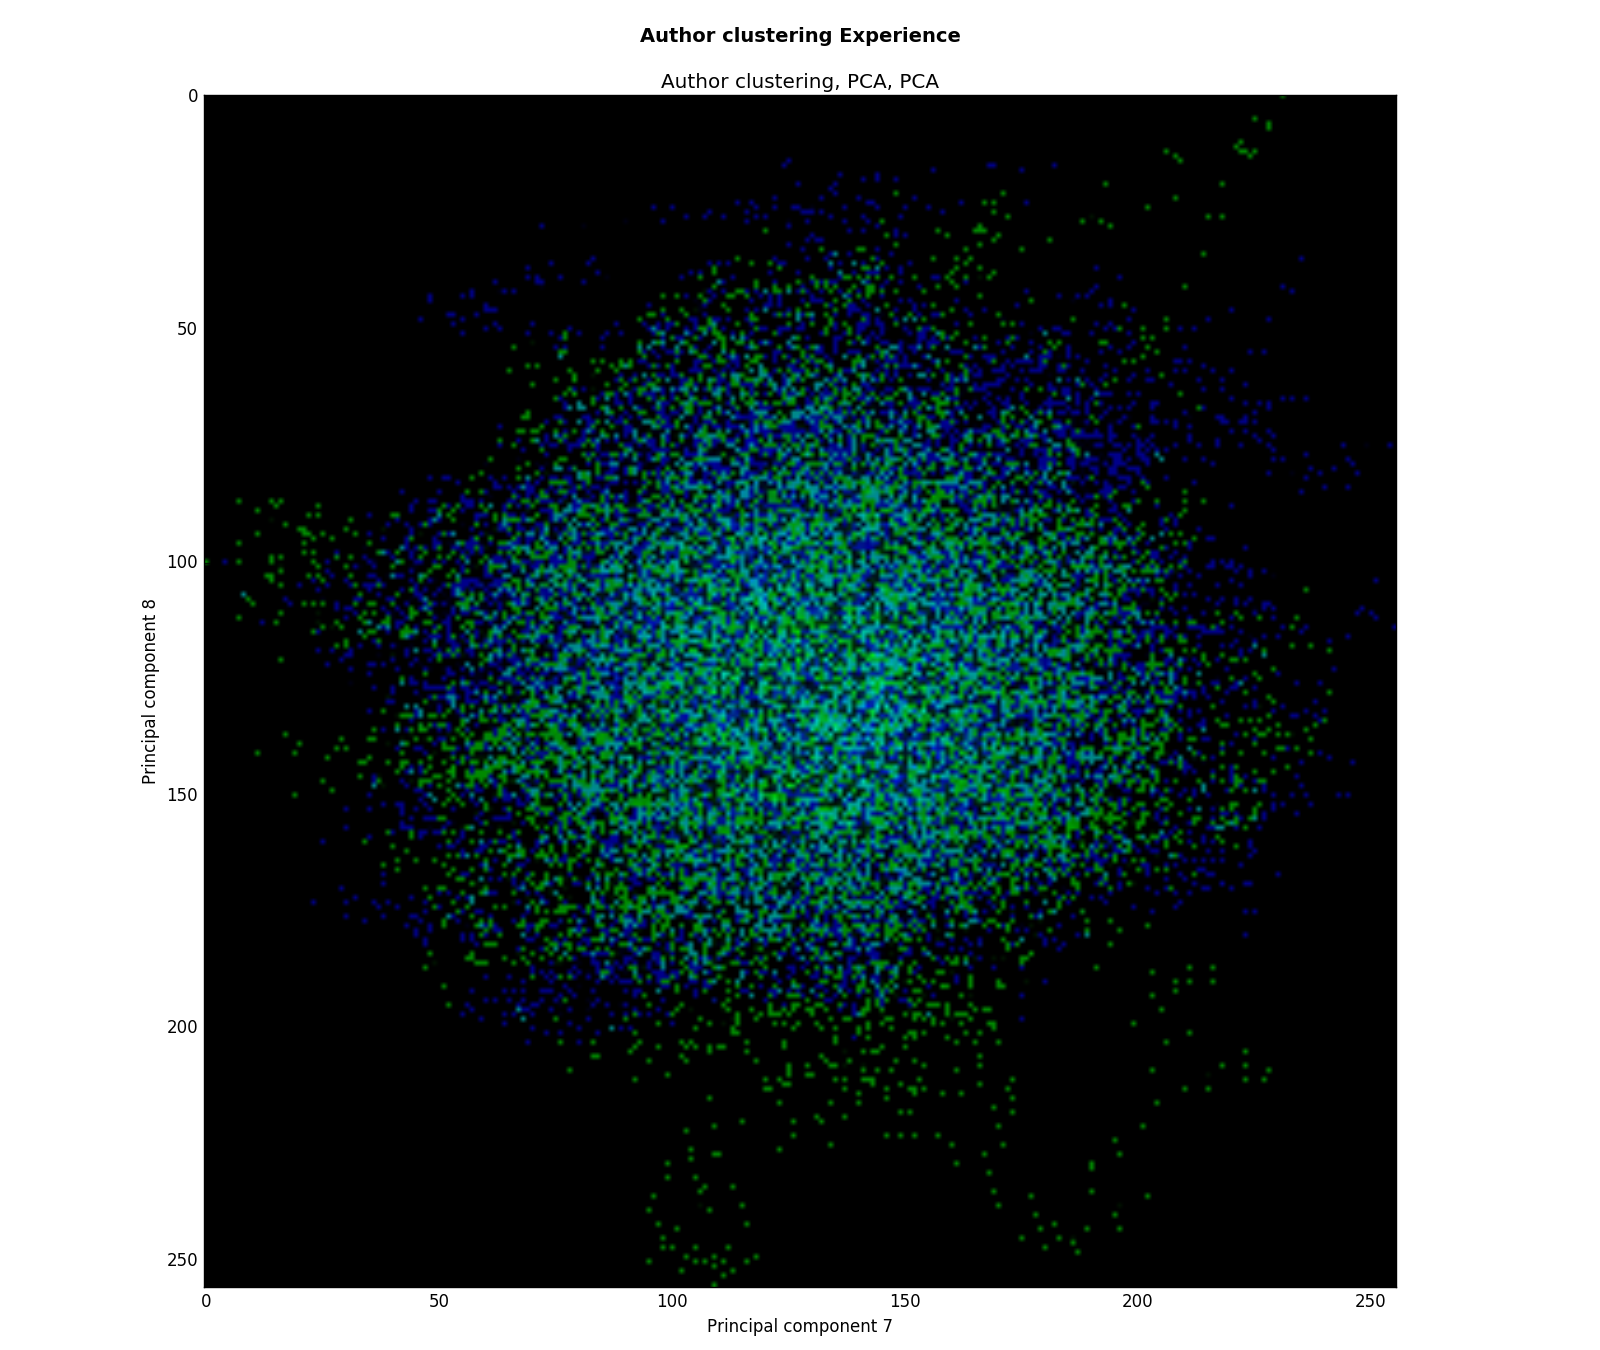 Author clustering Experience
Author clustering, PCA, PCA
0
50
100
150
200
250
Principal component 8
0 50 100 150 200 250
Principal component 7